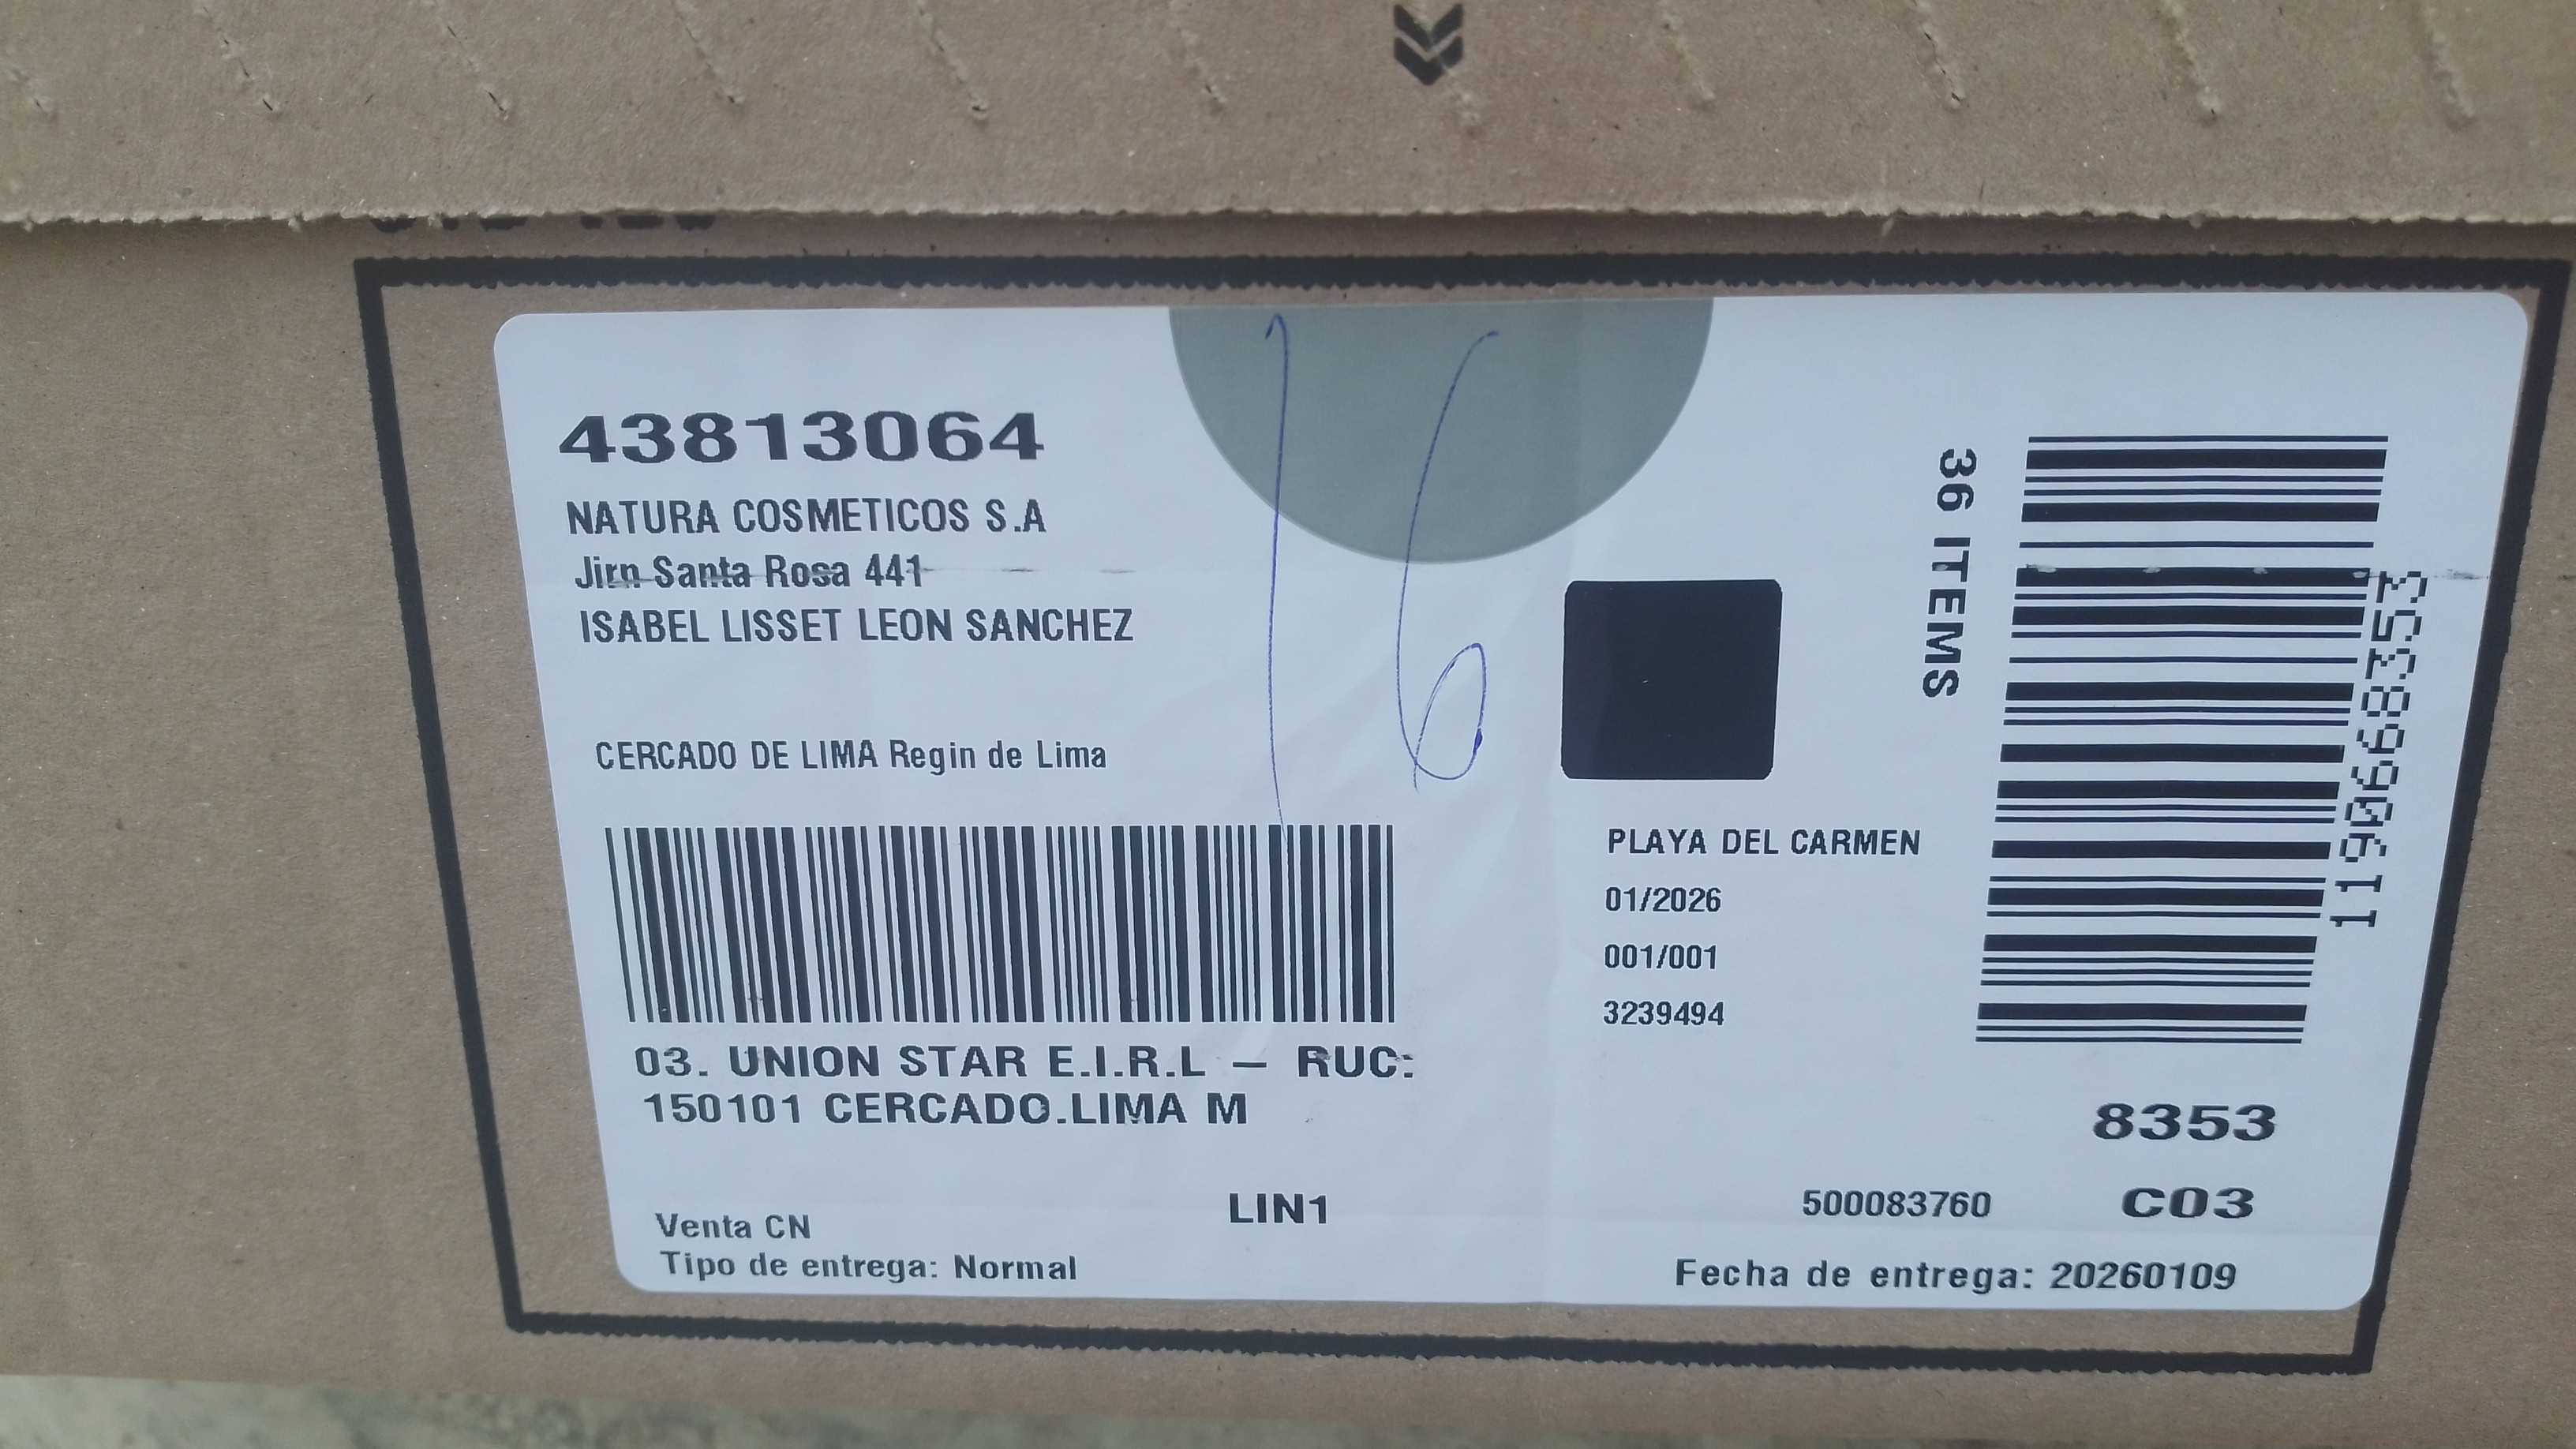 16
43813064
NATURA COSMETICOS S.A
Jirn Santa Rosa 441
ISABEL LISSET LEON SANCHEZ
CERCADO DE LIMA Regin de Lima
03. UNION STAR E.I.R.L – RUC:
150101 CERCADO.LIMA M
Venta CN
Tipo de entrega: Normal
LIN1
36 ITEMS
1190668353
PLAYA DEL CARMEN
01/2026
001/001
3239494
8353
500083760 C03
Fecha de entrega: 20260109